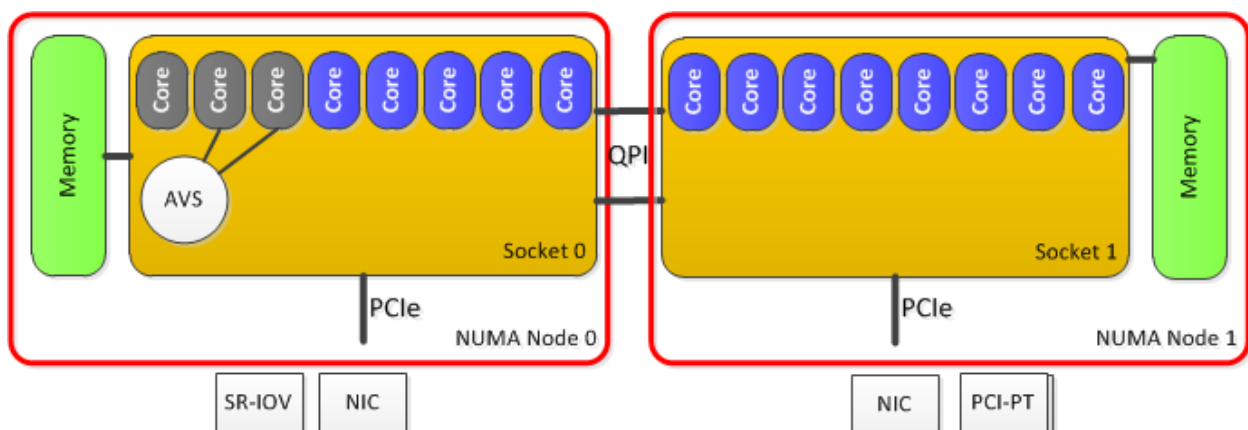 Memory
Core Core Core Core Core Core Core Core
AVS
Socket 0
PCIe
NUMA Node 0
SR-IOV
NIC
QPI
Core Core Core Core Core Core Core Core
Memory
Socket 1
PCIe
NUMA Node 1
NIC
PCI-PT